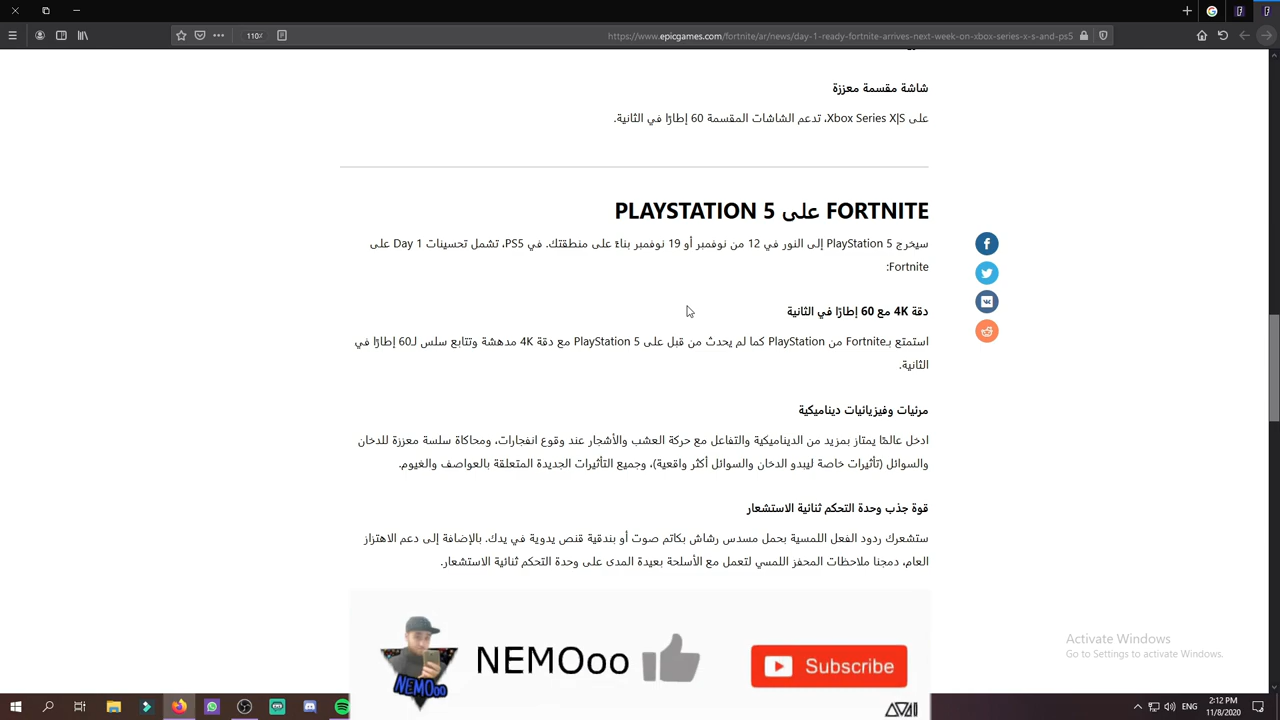 110%
https://www.epicgames.com/fortnite/ar/news/day-1-ready-fortnite-arrives-next-week-on-xbox-series-x-s-and-ps5
شاشة مقسمة معززة
على Xbox Series X|S، تدعم الشاشات المقسمة 60 إطارًا في الثانية.
FORTNITE على PLAYSTATION 5
سيخرج PlayStation 5 إلى النور في 12 من نوفمبر أو 19 نوفمبر بناءً على منطقتك. في PS5، تشمل تحسينات Day 1 على
Fortnite:
دقة 4K مع 60 إطارًا في الثانية
استمتع بـFortnite من PlayStation كما لم يحدث من قبل على PlayStation 5 مع دقة 4K مدهشة وتتابع سلس لـ60 إطارًا في
الثانية.
مرئيات وفيزيائيات ديناميكية
ادخل عالمًا يمتاز بمزيد من الديناميكية والتفاعل مع حركة العشب والأشجار عند وقوع انفجارات، ومحاكاة سلسة معززة للدخان
والسوائل (تأثيرات خاصة ليبدو الدخان والسوائل أكثر واقعية)، وجميع التأثيرات الجديدة المتعلقة بالعواصف والغيوم.
قوة جذب وحدة التحكم ثنائية الاستشعار
ستشعرك ردود الفعل اللمسية بحمل مسدس رشاش بكاتم صوت أو بندقية قنص يدوية في يدك. بالإضافة إلى دعم الاهتزاز
العام، دمجنا ملاحظات المحفز اللمسي لتعمل مع الأسلحة بعيدة المدى على وحدة التحكم ثنائية الاستشعار.
NEMOoo
NEMOoo
Subscribe
Activate Windows
Go to Settings to activate Windows.
ENG
2:12 PM
11/8/2020